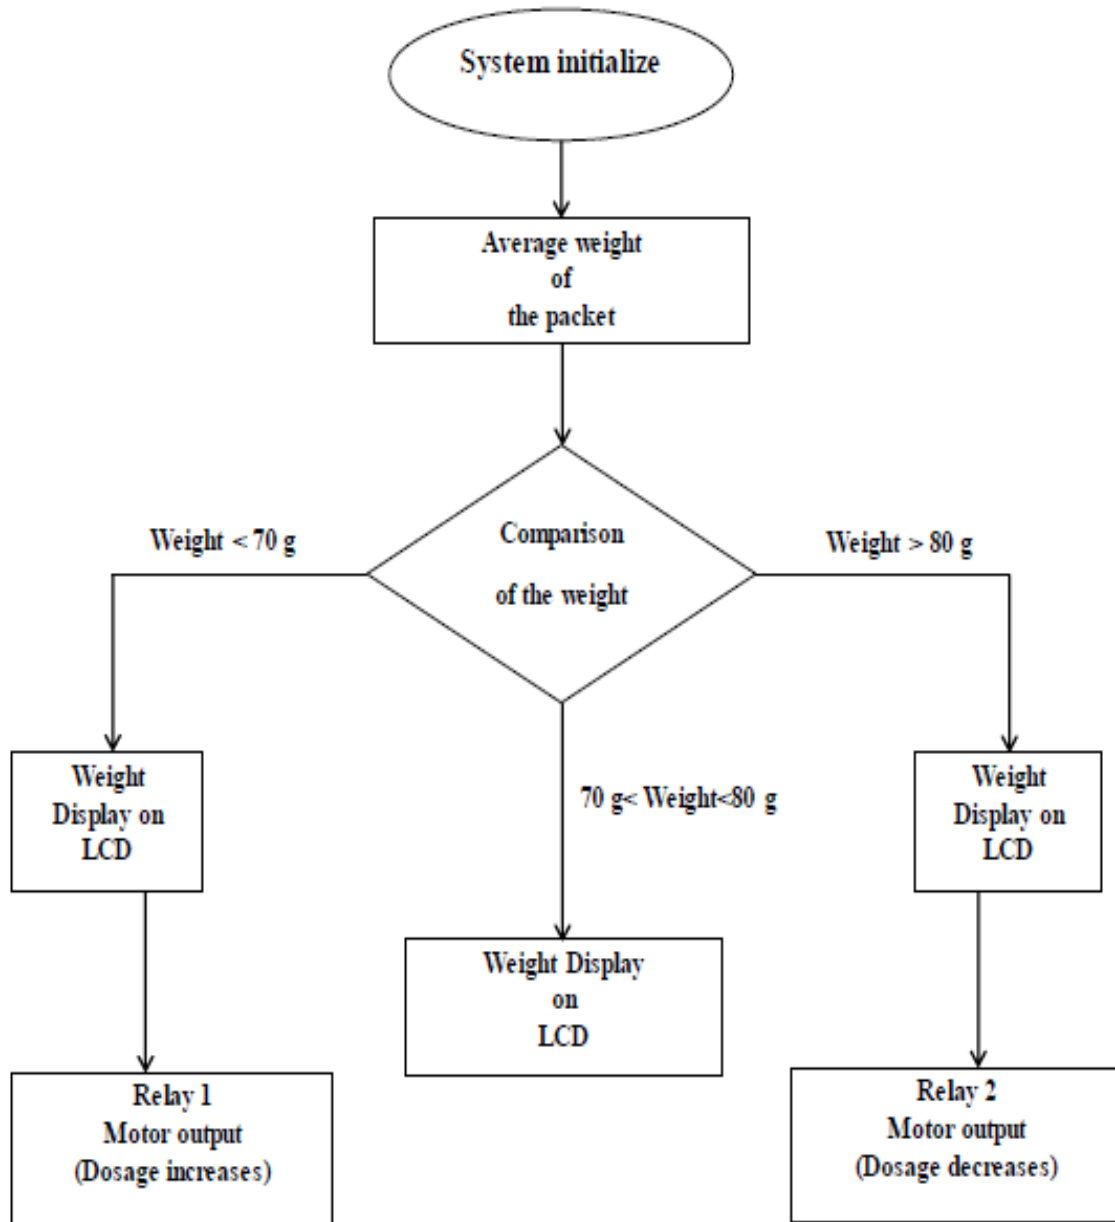 System initialize
Average weight
of
the packet
Comparison
of the weight
Weight < 70 g
Weight > 80 g
70 g< Weight<80 g
Weight
Display on
LCD
Weight Display
on
LCD
Weight
Display on
LCD
Relay 1
Motor output
(Dosage increases)
Relay 2
Motor output
(Dosage decreases)